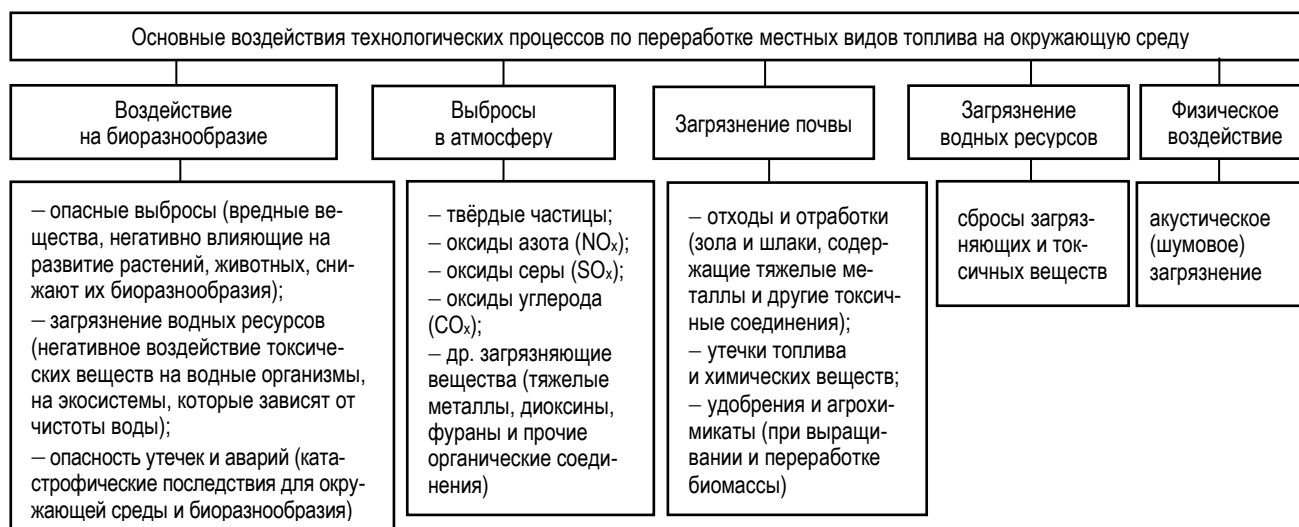 Основные воздействия технологических процессов по переработке местных видов топлива на окружающую среду
Воздействие
на биоразнообразие
Выбросы
в атмосферу
Загрязнение почвы
Загрязнение
водных ресурсов
Физическое
воздействие
– опасные выбросы (вредные ве-
щества, негативно влияющие на
развитие растений, животных, сни-
жают их биоразнообразия);
– загрязнение водных ресурсов
(негативное воздействие токсиче-
ских веществ на водные организмы,
на экосистемы, которые зависят от
чистоты воды);
– опасность утечек и аварий (ката-
строфические последствия для окру-
жающей среды и биоразнообразия)
– твёрдые частицы;
– оксиды азота (NOx);
– оксиды серы (SOx);
– оксиды углерода
(COx);
– др. загрязняющие
вещества (тяжелые
металлы, диоксины,
фураны и прочие
органические соеди-
нения)
– отходы и отработки
(зола и шлаки, содер-
жащие тяжелые ме-
таллы и другие токсич-
ные соединения);
– утечки топлива
и химических веществ;
– удобрения и агрохи-
микаты (при выращи-
вании и переработке
биомассы)
сбросы загряз-
няющих и ток-
сичных веществ
акустическое
(шумовое)
загрязнение